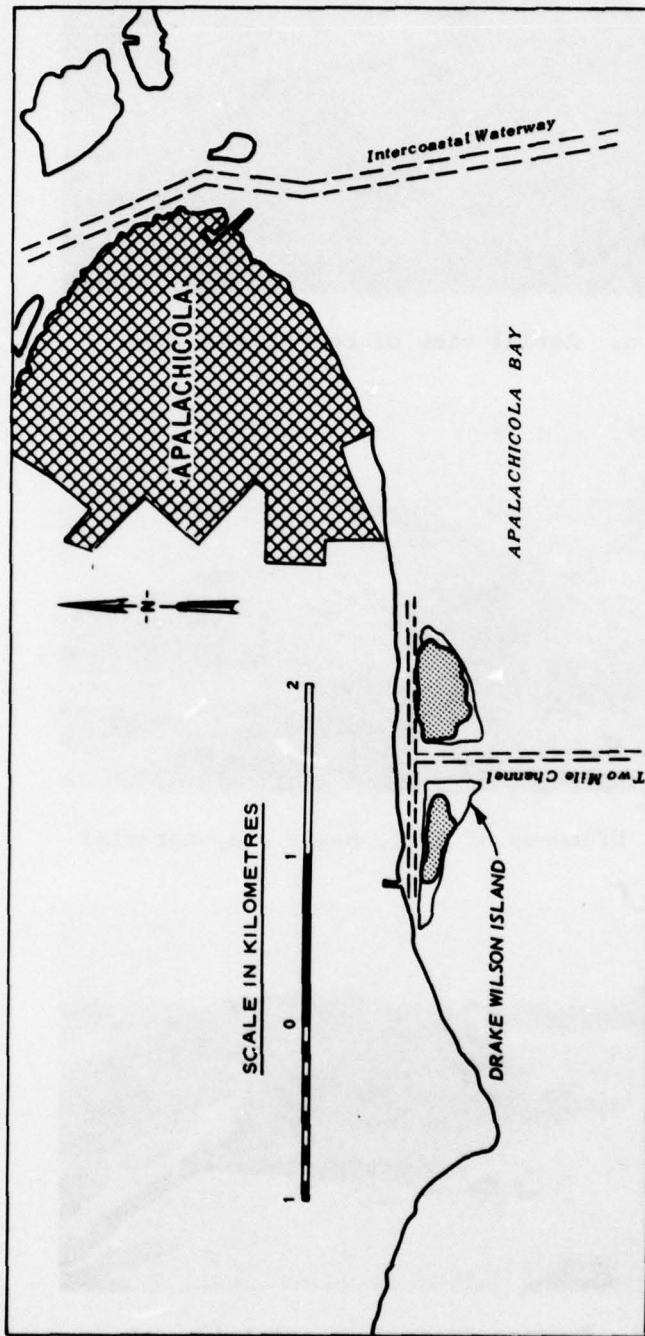 Intercoastal Waterway
APALACHICOLA
APALACHICOLA BAY
-N-
SCALE IN KILOMETRES
1 0 1 2
Two Mile Channel
DRAKE WILSON ISLAND